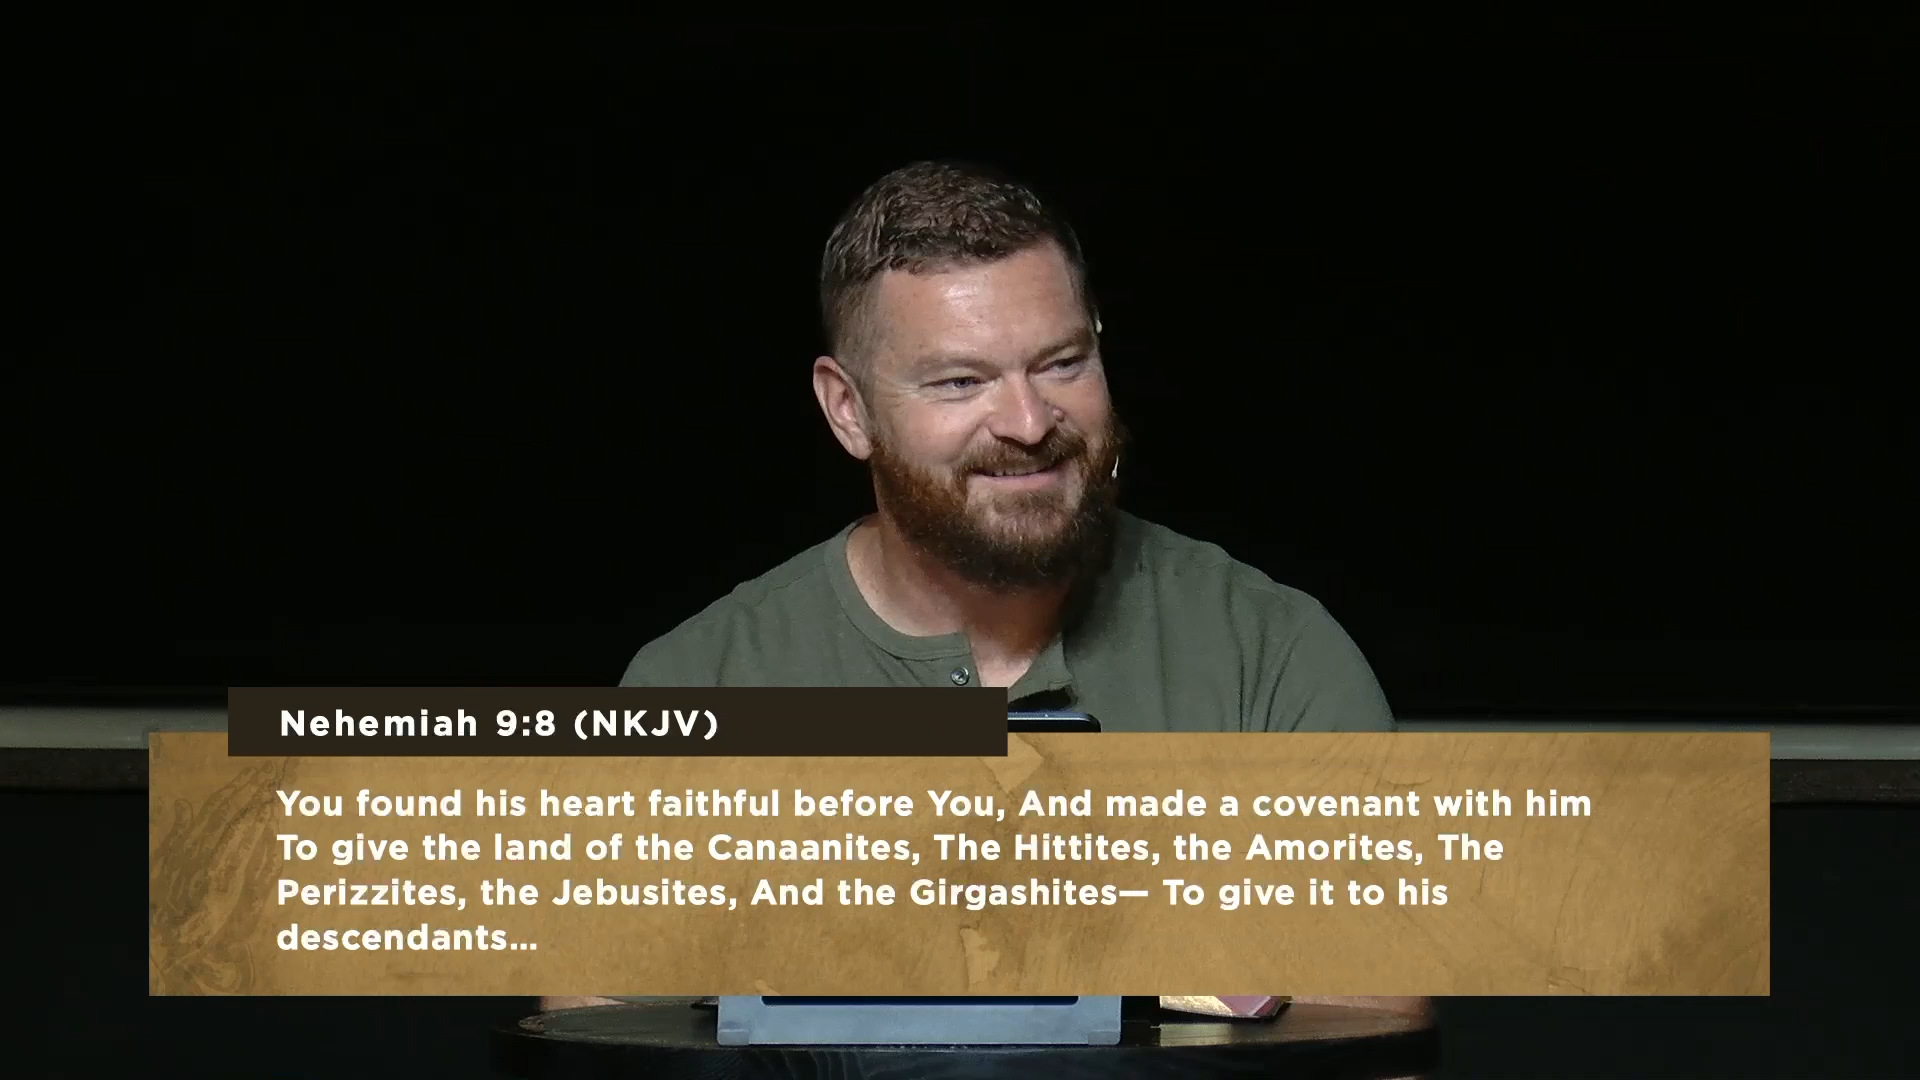 Nehemiah 9:8 (NKJV)
You found his heart faithful before You, And made a covenant with him
To give the land of the Canaanites, The Hittites, the Amorites, The
Perizzites, the Jebusites, And the Girgashites— To give it to his
descendants...